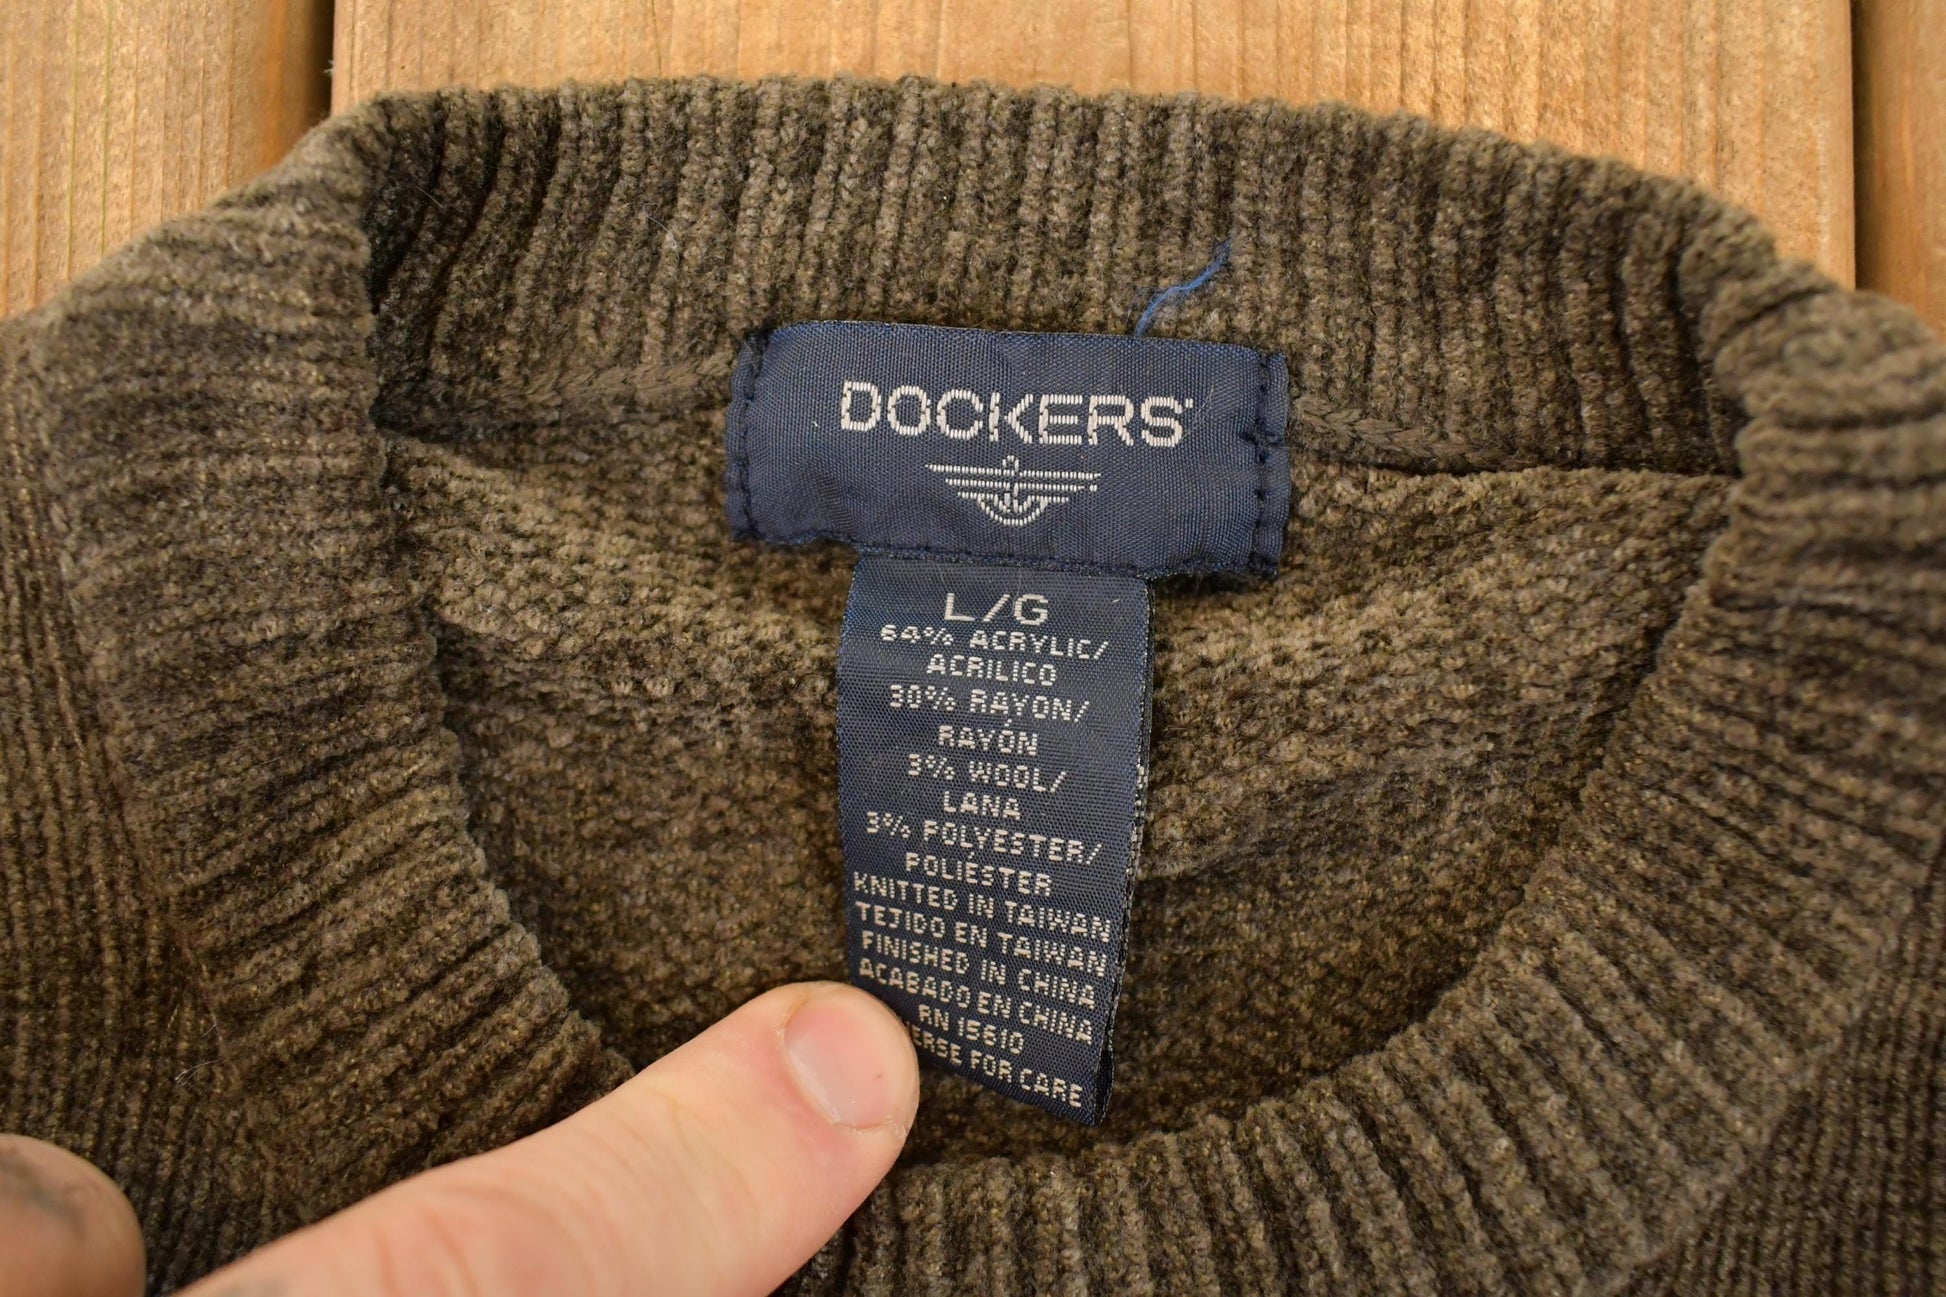 DOCKERS
L/G
64% ACRYLIC/
ACRILICO
30% RAYON/
RAYÓN
3% WOOL/
LANA
3% POLYESTER/
POLIESTER
KNITTED IN TAIWAN
TEJIDO EN TAIWAN
FINISHED IN CHINA
ACABADO EN CHINA
RN 15610
FOR CARE